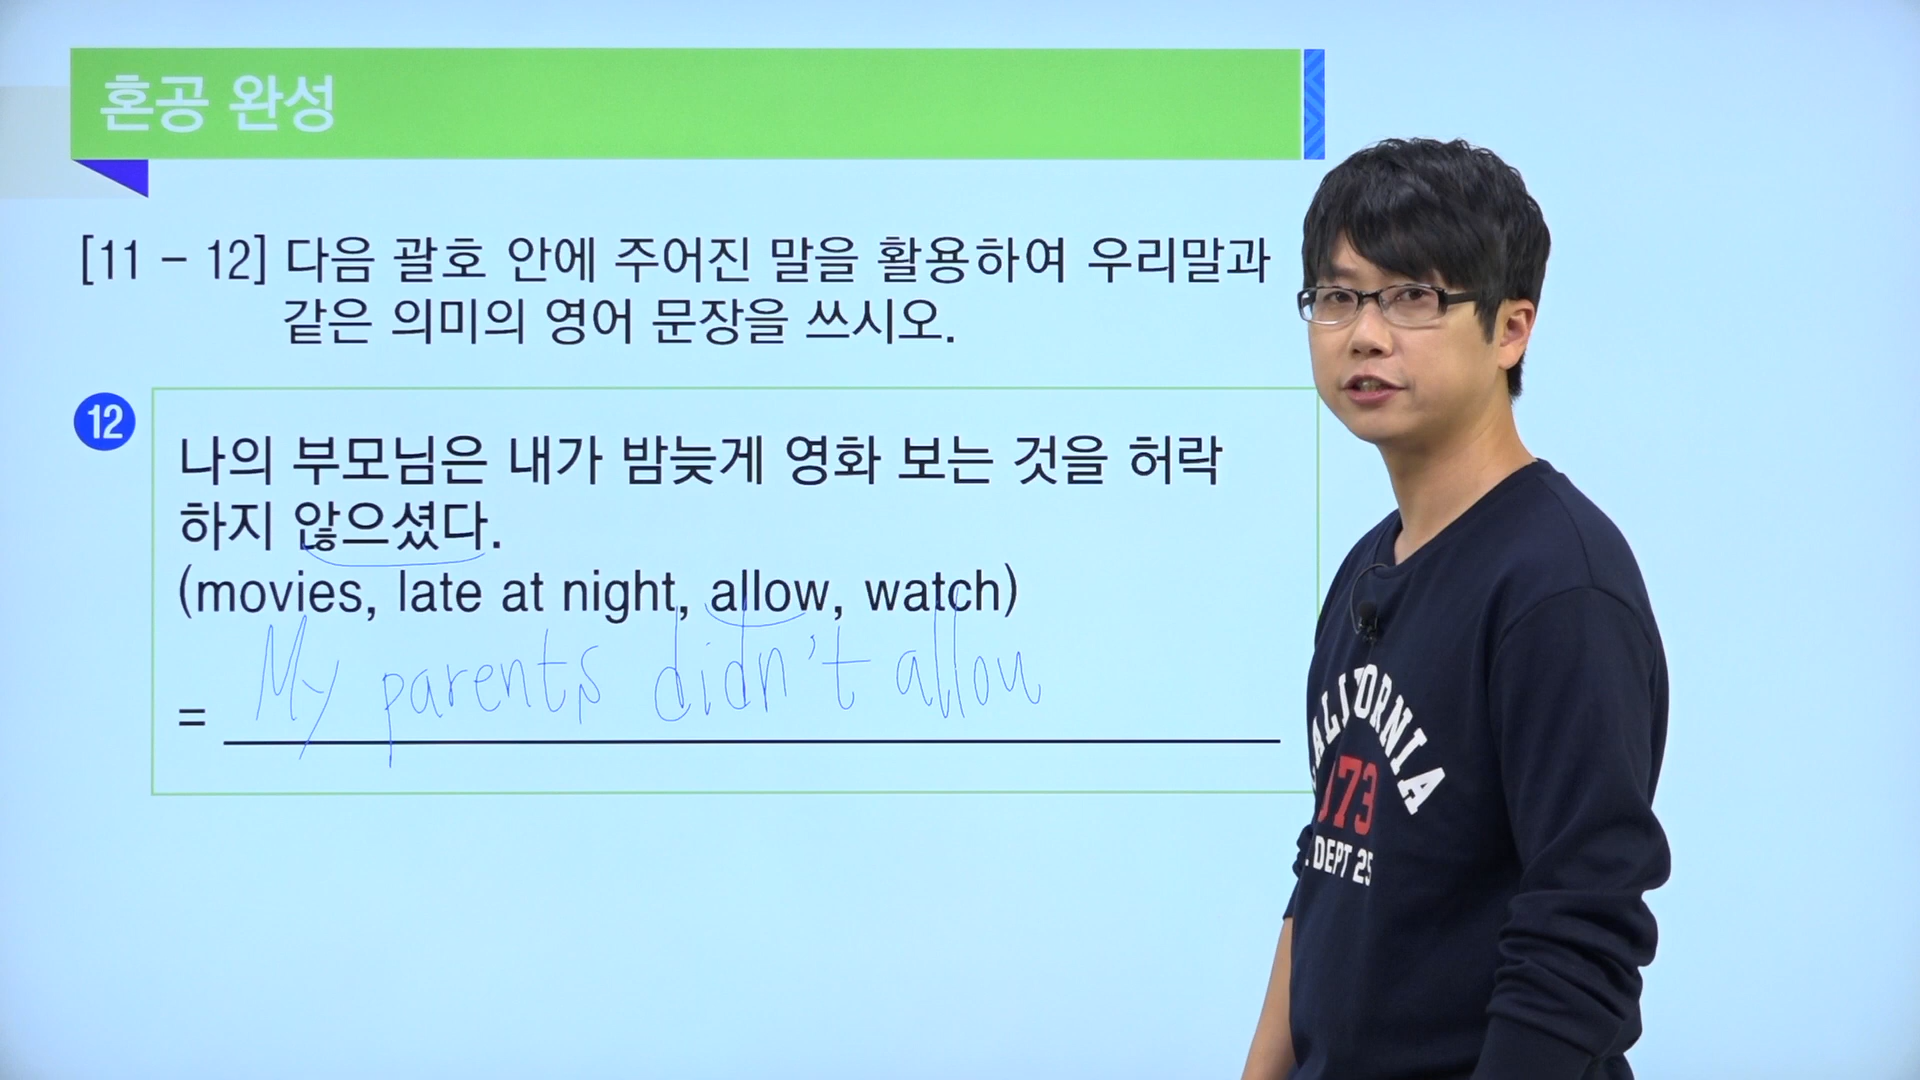 혼공 완성
[11 – 12] 다음 괄호 안에 주어진 말을 활용하여 우리말과
같은 의미의 영어 문장을 쓰시오.
12
나의 부모님은 내가 밤늦게 영화 보는 것을 허락
하지 않으셨다.
(movies, late at night, allow, watch)
= My parents didn't allow
CALIFORNIA
DEPT 25